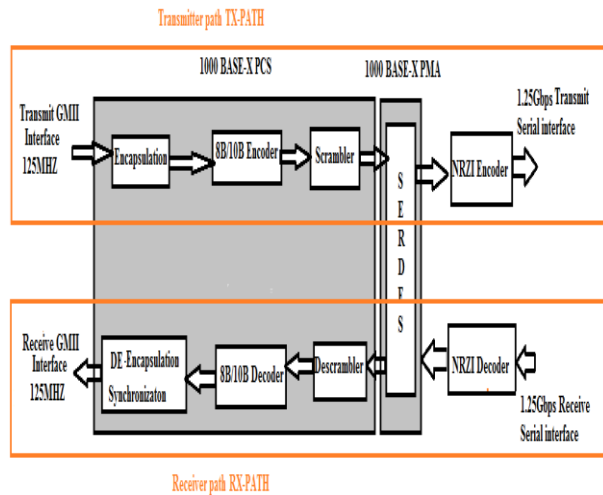 Transmitter path TX-PATH
1000 BASE-X PCS
1000 BASE-X PMA
Transmit GMII
Interface
125MHZ
Encapsulation
8B/10B Encoder
Scrambler
SERDES
NRZI Encoder
1.25Gbps Transmit
Serial interface
Receive GMII
Interface
125MHZ
DE-Encapsulation
Synchronizaton
8B/10B Decoder
Descrambler
NRZI Decoder
1.25Gbps Receive
Serial interface
Receiver path RX-PATH